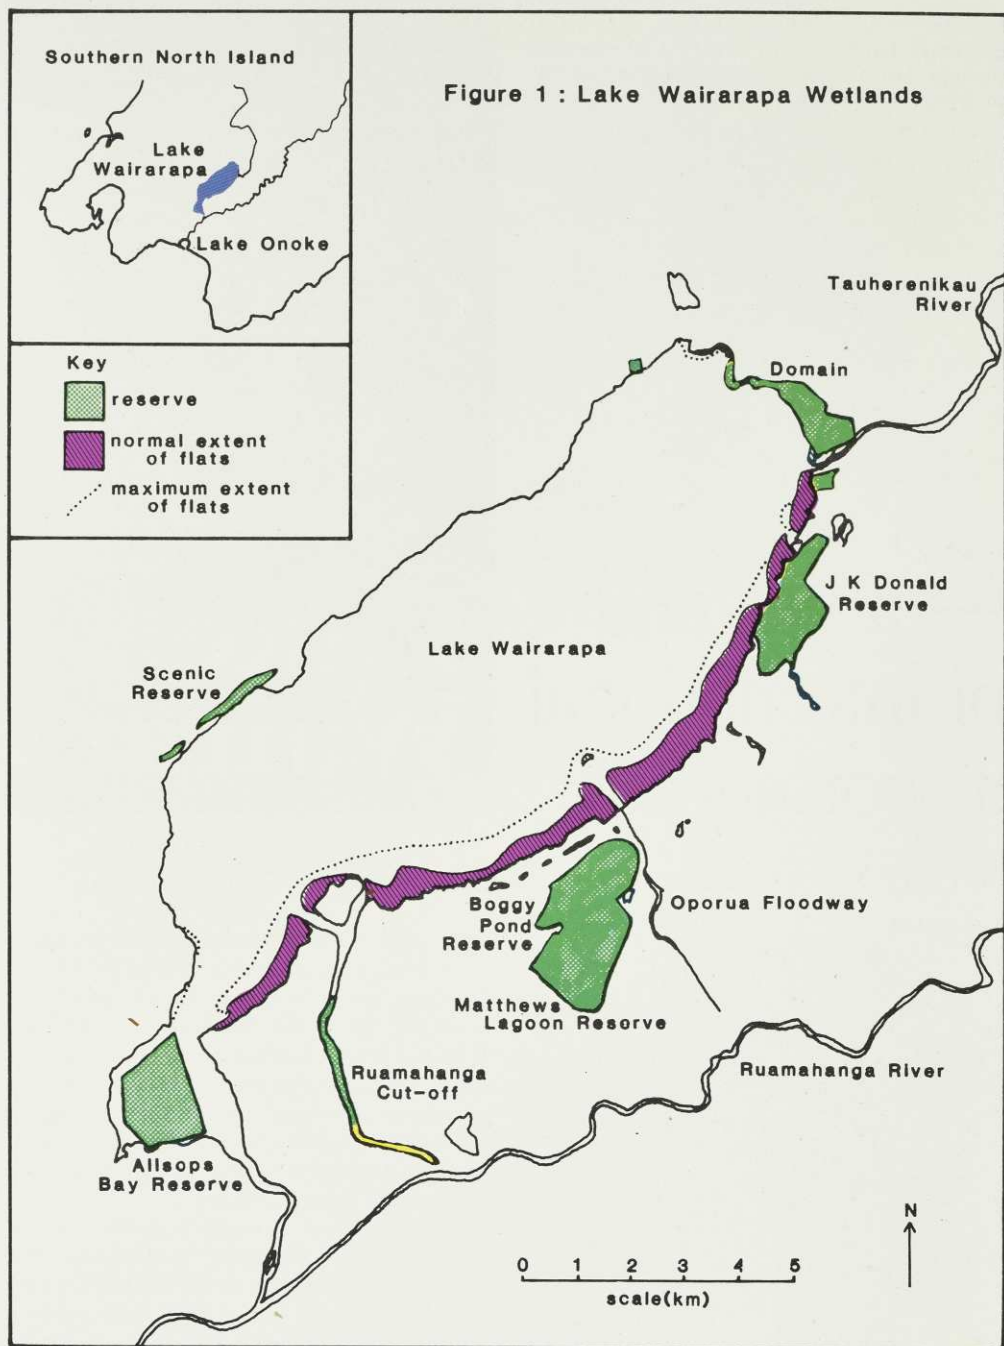 Southern North Island
Lake
Wairarapa
Lake Onoke
Figure 1 : Lake Wairarapa Wetlands
Key
reserve
normal extent
of flats
maximum extent
of flats
Tauherenikau
River
Domain
J K Donald
Reserve
Lake Wairarapa
Scenic
Reserve
Boggy
Pond
Reserve
Oporua Floodway
Matthews
Lagoon Reserve
Ruamahanga
Cut-off
Ruamahanga River
Allsops
Bay Reserve
N
0 1 2 3 4 5
scale(km)